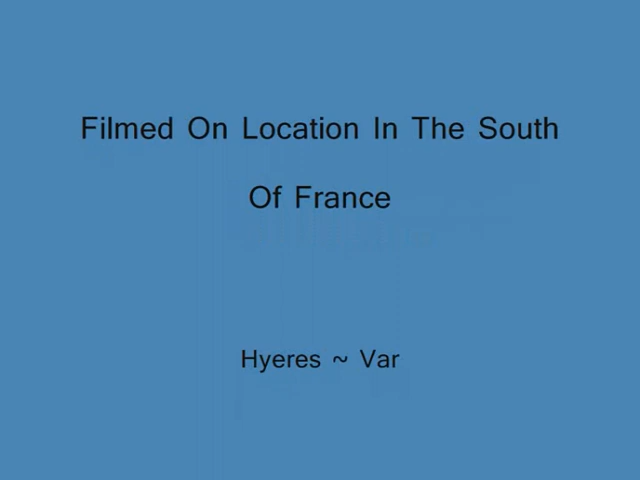 Filmed On Location In The South
Of France
Hyeres ~ Var